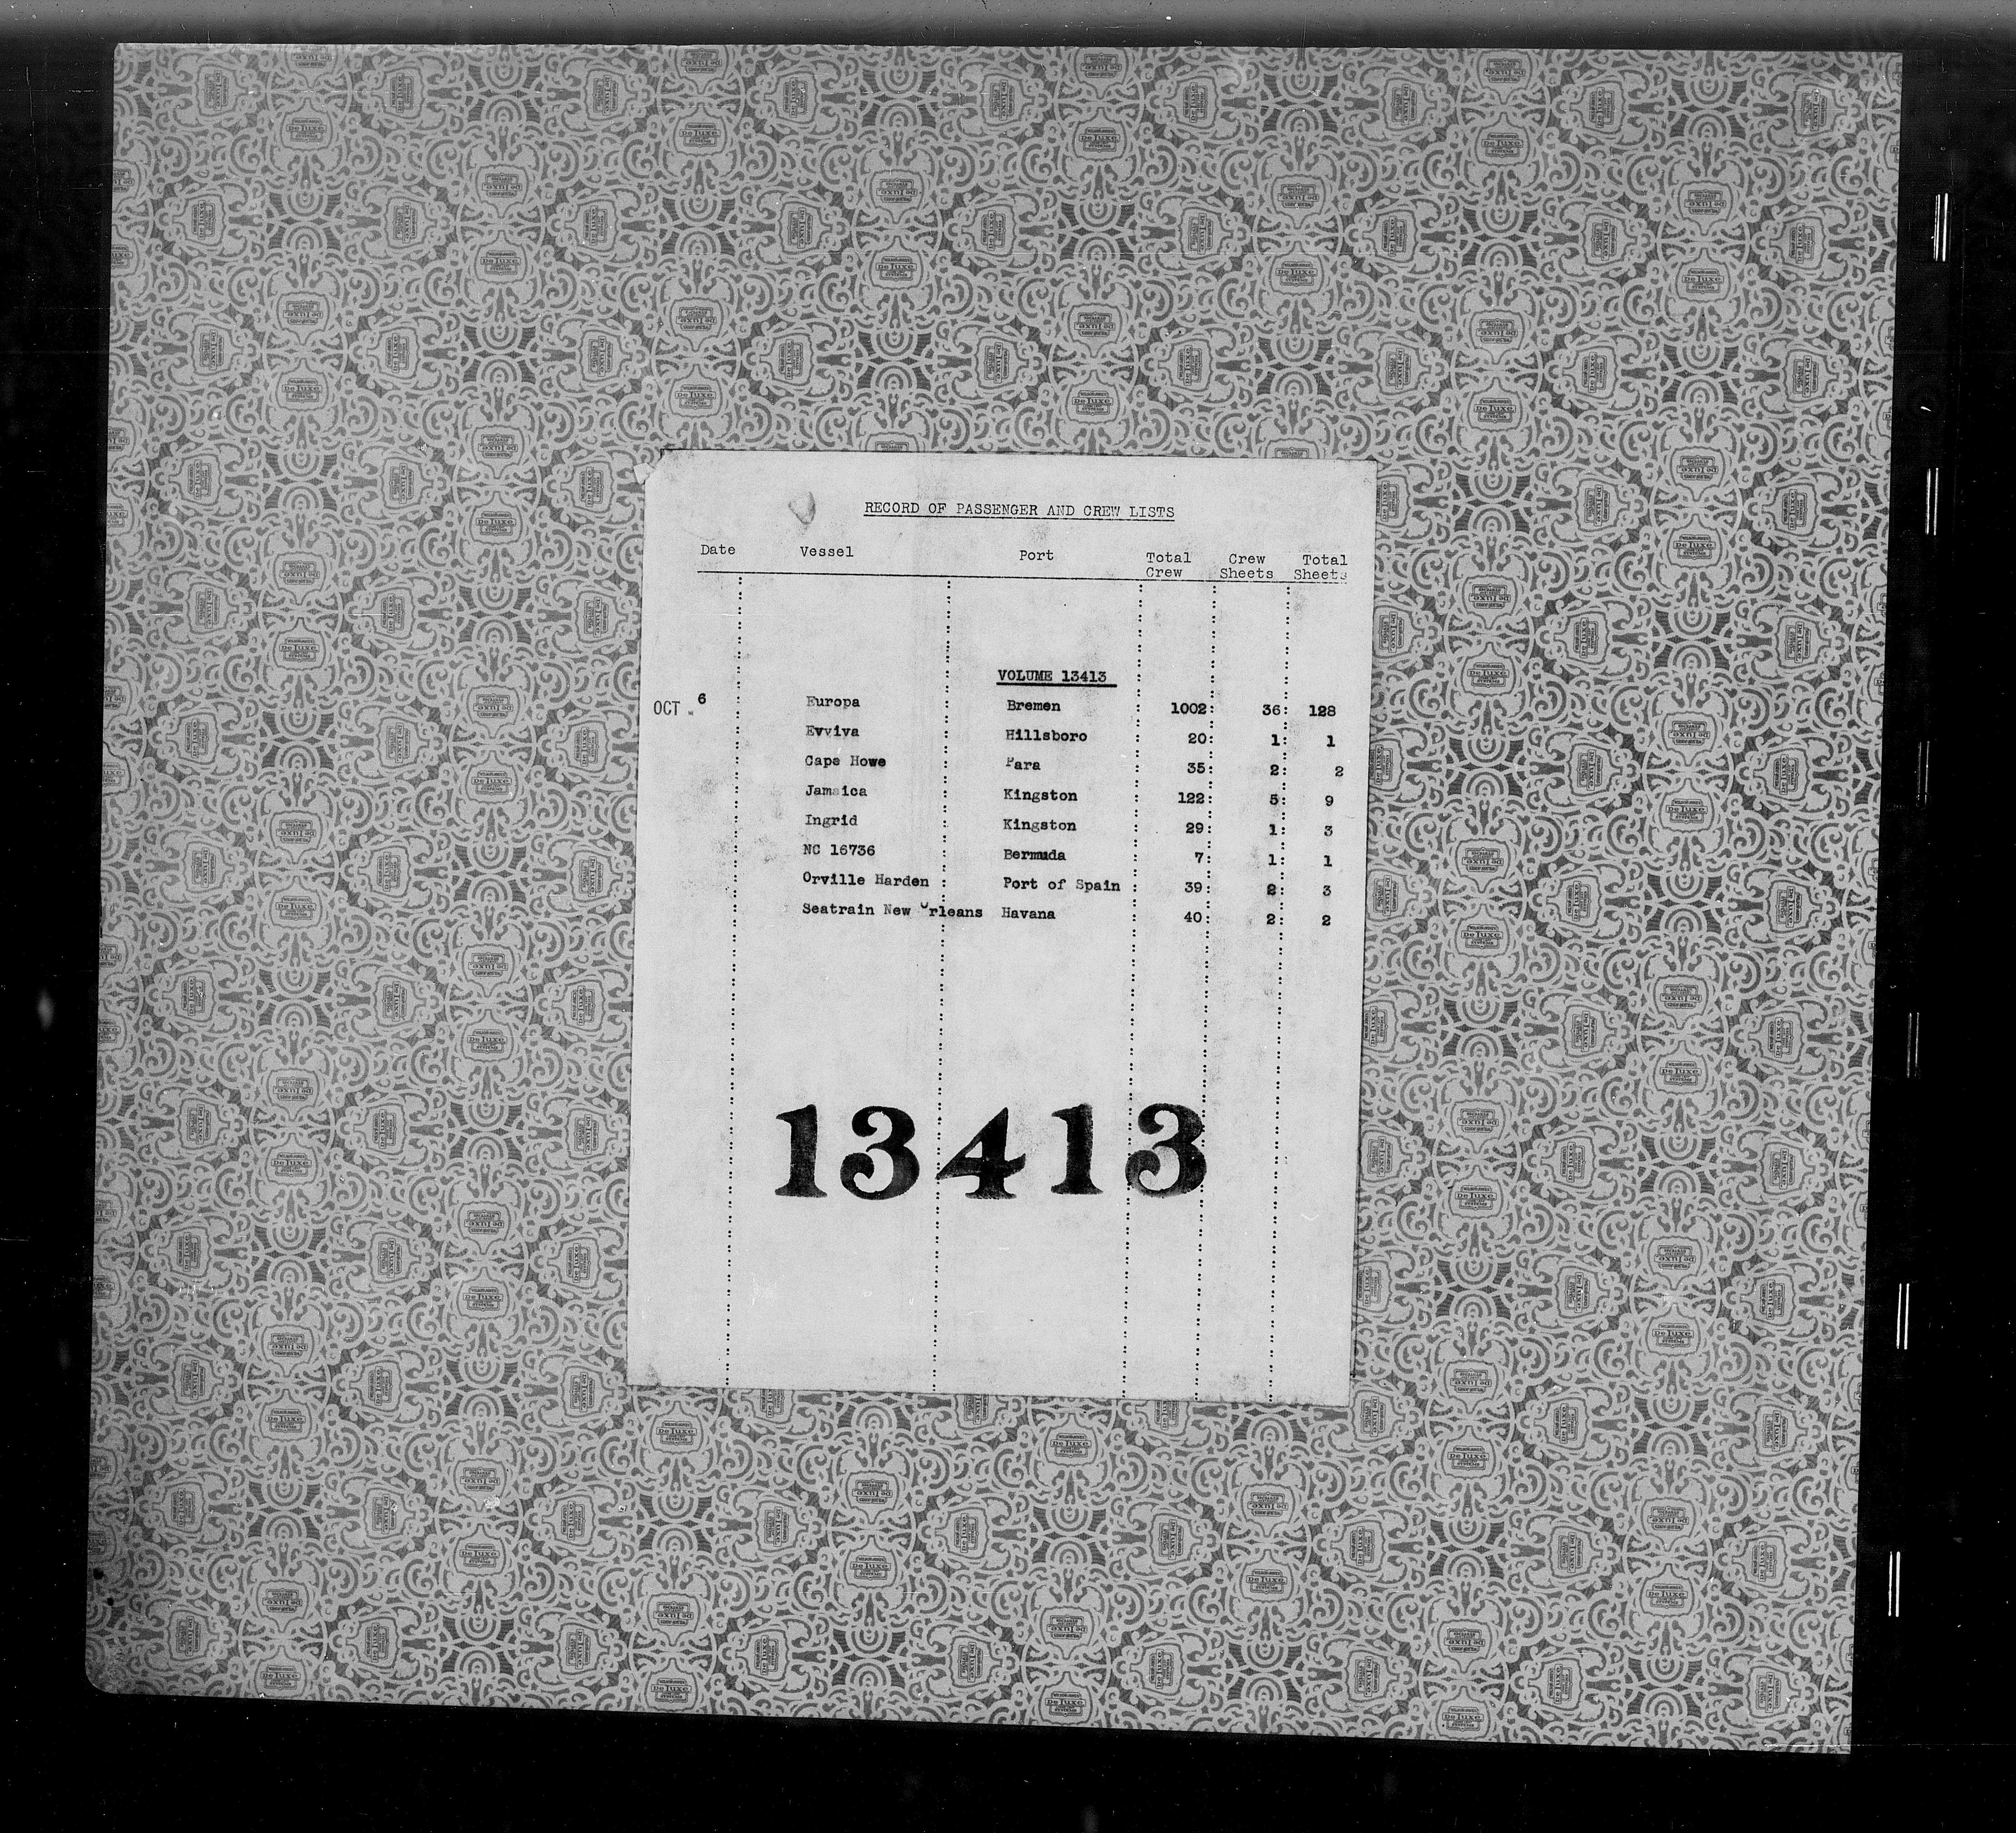 RECORD OF PASSENGER AND CREW LISTS
Date Vessel Port Total Crew Crew Sheets Total Sheets
VOLUME 13413
OCT 6 Europa Bremen 1002: 36: 128
Evviva Hillsboro 20: 1: 1
Cape Howe Para 35: 2: 2
Jamaica Kingston 122: 5: 9
Ingrid Kingston 29: 1: 3
NC 16736 Bermuda 7: 1: 1
Orville Harden Port of Spain 39: 2: 3
Seatrain New Orleans Havana 40: 2: 2
13413
De luxe